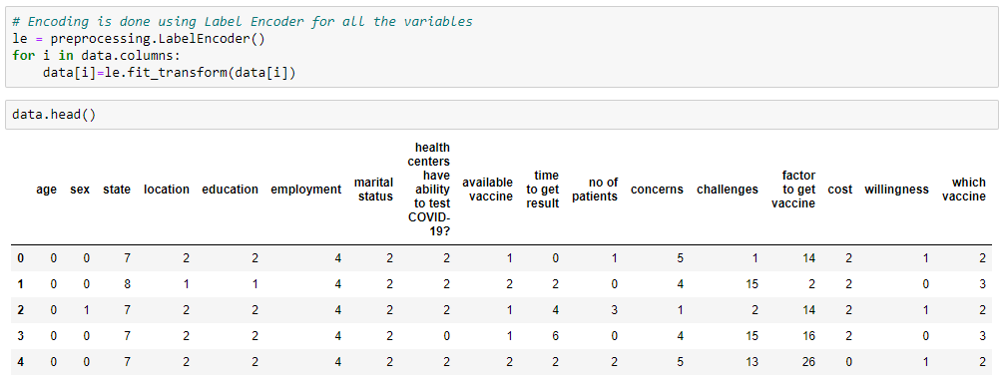 # Encoding is done using Label Encoder for all the variables
le = preprocessing.LabelEncoder()
for i in data.columns:
    data[i]=le.fit_transform(data[i])
data.head()
age sex state location education employment marital status health centers have ability to test COVID-19? available vaccine time to get result no of patients concerns challenges factor to get vaccine cost willingness which vaccine
0 0 0 7 2 2 4 2 2 1 0 1 5 1 14 2 1 2
1 0 0 8 1 1 4 2 2 2 2 0 4 15 2 2 0 3
2 0 1 7 2 2 4 2 2 1 4 3 1 2 14 2 1 2
3 0 0 7 2 2 4 2 0 1 6 0 4 15 16 2 0 3
4 0 0 7 2 2 4 2 2 2 2 2 5 13 26 0 1 2